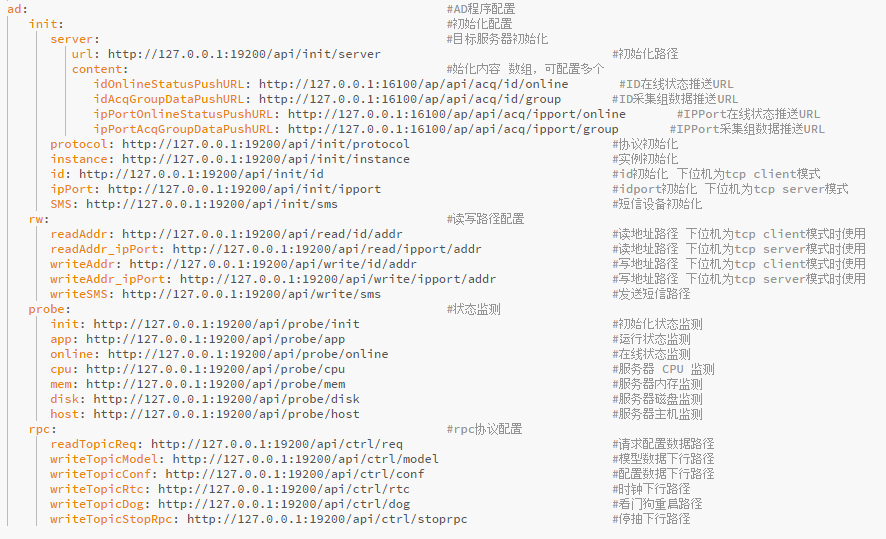 ad: #AD程序配置
init: #初始化配置
server: #目标服务器初始化
url: http://127.0.0.1:19200/api/init/server #初始化路径
content: #始化内容 数组，可配置多个
idOnlineStatusPushURL: http://127.0.0.1:16100/ap/api/acq/id/online #ID在线状态推送URL
idAcqGroupDataPushURL: http://127.0.0.1:16100/ap/api/acq/id/group #ID采集组数据推送URL
ipPortOnlineStatusPushURL: http://127.0.0.1:16100/ap/api/acq/ipport/online #IPPort在线状态推送URL
ipPortAcqGroupDataPushURL: http://127.0.0.1:16100/ap/api/acq/ipport/group #IPPort采集组数据推送URL
protocol: http://127.0.0.1:19200/api/init/protocol #协议初始化
instance: http://127.0.0.1:19200/api/init/instance #实例初始化
id: http://127.0.0.1:19200/api/init/id #id初始化 下位机为tcp client模式
ipPort: http://127.0.0.1:19200/api/init/ipport #idport初始化 下位机为tcp server模式
SMS: http://127.0.0.1:19200/api/init/sms #短信设备初始化
rw: #读写路径配置
readAddr: http://127.0.0.1:19200/api/read/id/addr #读地址路径 下位机为tcp client模式时使用
readAddr_ipPort: http://127.0.0.1:19200/api/read/ipport/addr #读地址路径 下位机为tcp server模式时使用
writeAddr: http://127.0.0.1:19200/api/write/id/addr #写地址路径 下位机为tcp client模式时使用
writeAddr_ipPort: http://127.0.0.1:19200/api/write/ipport/addr #写地址路径 下位机为tcp server模式时使用
writeSMS: http://127.0.0.1:19200/api/write/sms #发送短信路径
probe: #状态监测
init: http://127.0.0.1:19200/api/probe/init #初始化状态监测
app: http://127.0.0.1:19200/api/probe/app #运行状态监测
online: http://127.0.0.1:19200/api/probe/online #在线状态监测
cpu: http://127.0.0.1:19200/api/probe/cpu #服务器 CPU 监测
mem: http://127.0.0.1:19200/api/probe/mem #服务器内存监测
disk: http://127.0.0.1:19200/api/probe/disk #服务器磁盘监测
host: http://127.0.0.1:19200/api/probe/host #服务器主机监测
rpc: #rpc协议配置
readTopicReq: http://127.0.0.1:19200/api/ctrl/req #请求配置数据路径
writeTopicModel: http://127.0.0.1:19200/api/ctrl/model #模型数据下行路径
writeTopicConf: http://127.0.0.1:19200/api/ctrl/conf #配置数据下行路径
writeTopicRtc: http://127.0.0.1:19200/api/ctrl/rtc #时钟下行路径
writeTopicDog: http://127.0.0.1:19200/api/ctrl/dog #看门狗重启路径
writeTopicStopRpc: http://127.0.0.1:19200/api/ctrl/stoprpc #停抽下行路径